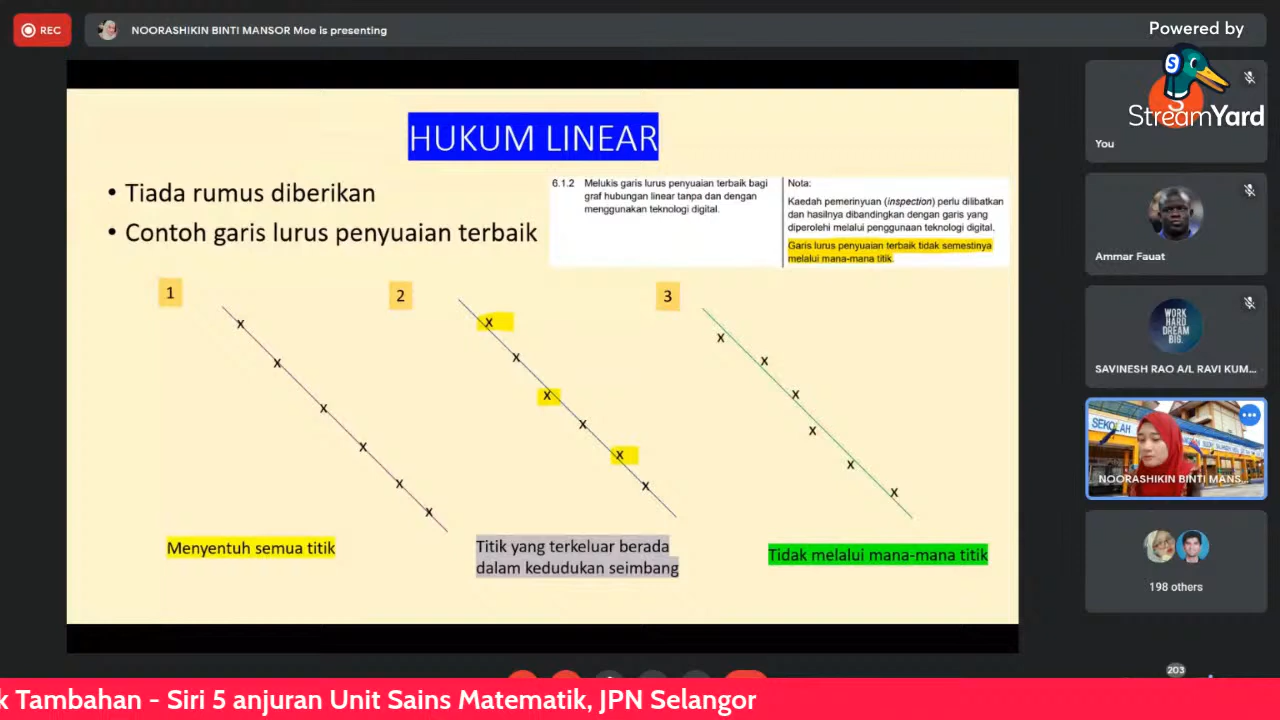 REC
NOORASHIKIN BINTI MANSOR Moe is presenting
Powered by
StreamYard
You
HUKUM LINEAR
• Tiada rumus diberikan
• Contoh garis lurus penyuaian terbaik
6.1.2 Melukis garis lurus penyuaian terbaik bagi
graf hubungan linear tanpa dan dengan
menggunakan teknologi digital.
Nota:
Kaedah pemerinyuan (inspection) perlu dilibatkan
dan hasilnya dibandingkan dengan garis yang
diperolehi melalui penggunaan teknologi digital.
Garis lurus penyuaian terbaik tidak semestinya
melalui mana-mana titik.
Ammar Fauat
1
2
3
WORK
HARD
DREAM
BIG.
SAVINESH RAO A/L RAVI KUM...
SEKOLAH
NOORASHIKIN BINTI MANS...
Menyentuh semua titik
Titik yang terkeluar berada
dalam kedudukan seimbang
Tidak melalui mana-mana titik
198 others
203
k Tambahan - Siri 5 anjuran Unit Sains Matematik, JPN Selangor